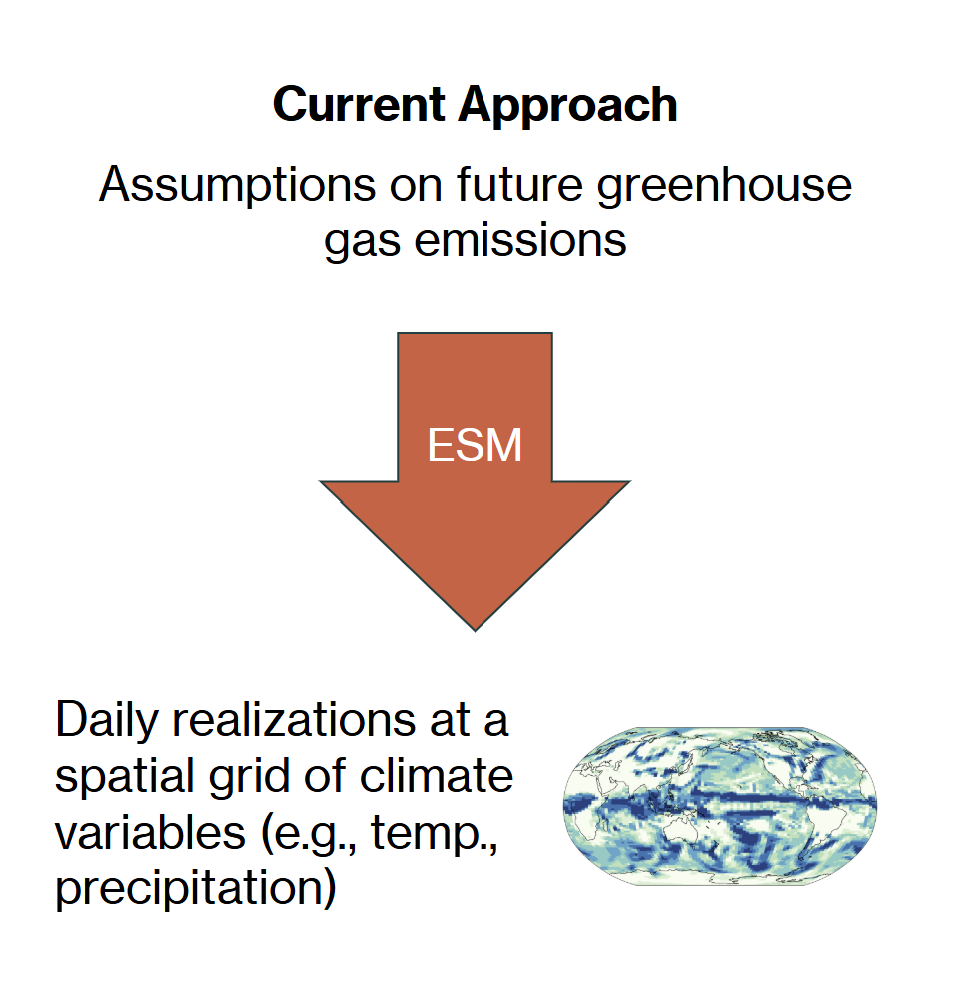 Current Approach
Assumptions on future greenhouse
gas emissions
ESM
Daily realizations at a
spatial grid of climate
variables (e.g., temp.,
precipitation)